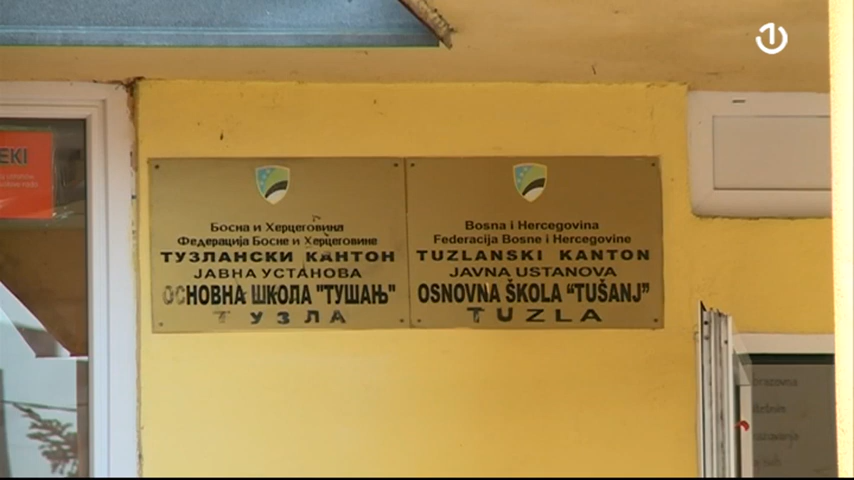 EKI
Босна и Херцеговина
Федерација Босне и Херцеговине
ТУЗЛАНСКИ КАНТОН
ЈАВНА УСТАНОВА
ОСНОВНА ШКОЛА "ТУШАЊ"
ТУЗЛА
Bosna i Hercegovina
Federacija Bosne i Hercegovine
TUZLANSKI KANTON
JAVNA USTANOVA
OSNOVNA ŠKOLA “TUŠANJ”
TUZLA
1